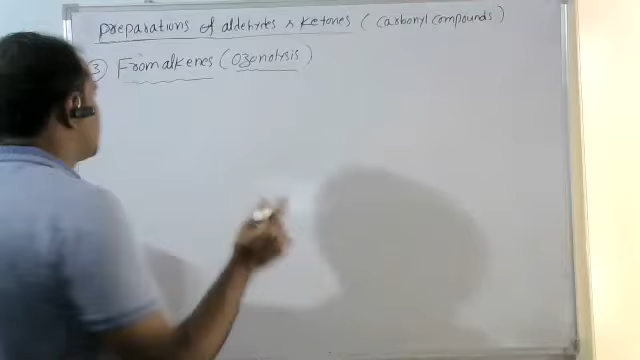 Preparations of aldehydes & Ketones (Carbonyl compounds)
③ From alkenes (Ozonolysis)